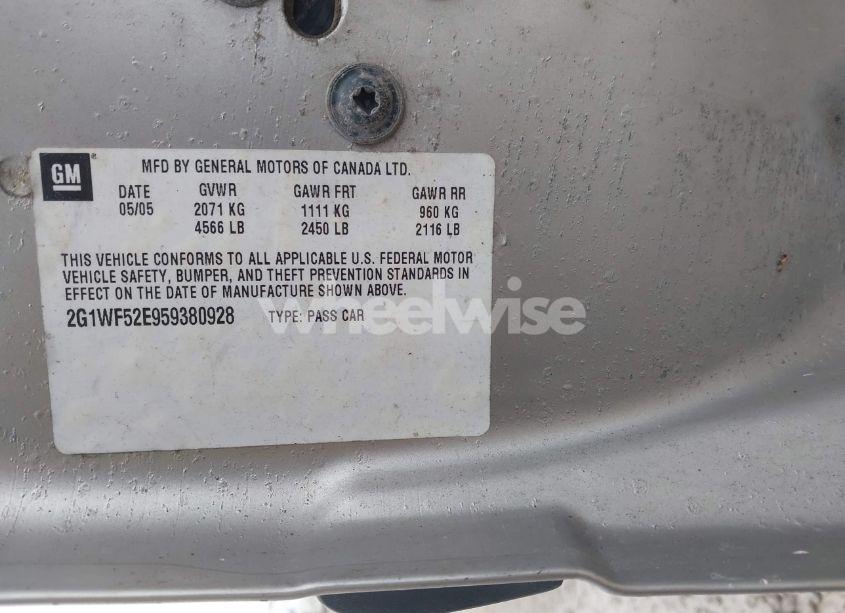 GM
MFD BY GENERAL MOTORS OF CANADA LTD.
DATE GVWR GAWR FRT GAWR RR
05/05 2071 KG 1111 KG 960 KG
4566 LB 2450 LB 2116 LB
THIS VEHICLE CONFORMS TO ALL APPLICABLE U.S. FEDERAL MOTOR
VEHICLE SAFETY, BUMPER, AND THEFT PREVENTION STANDARDS IN
EFFECT ON THE DATE OF MANUFACTURE SHOWN ABOVE.
2G1WF52E959380928 TYPE: PASS CAR
wheelwise